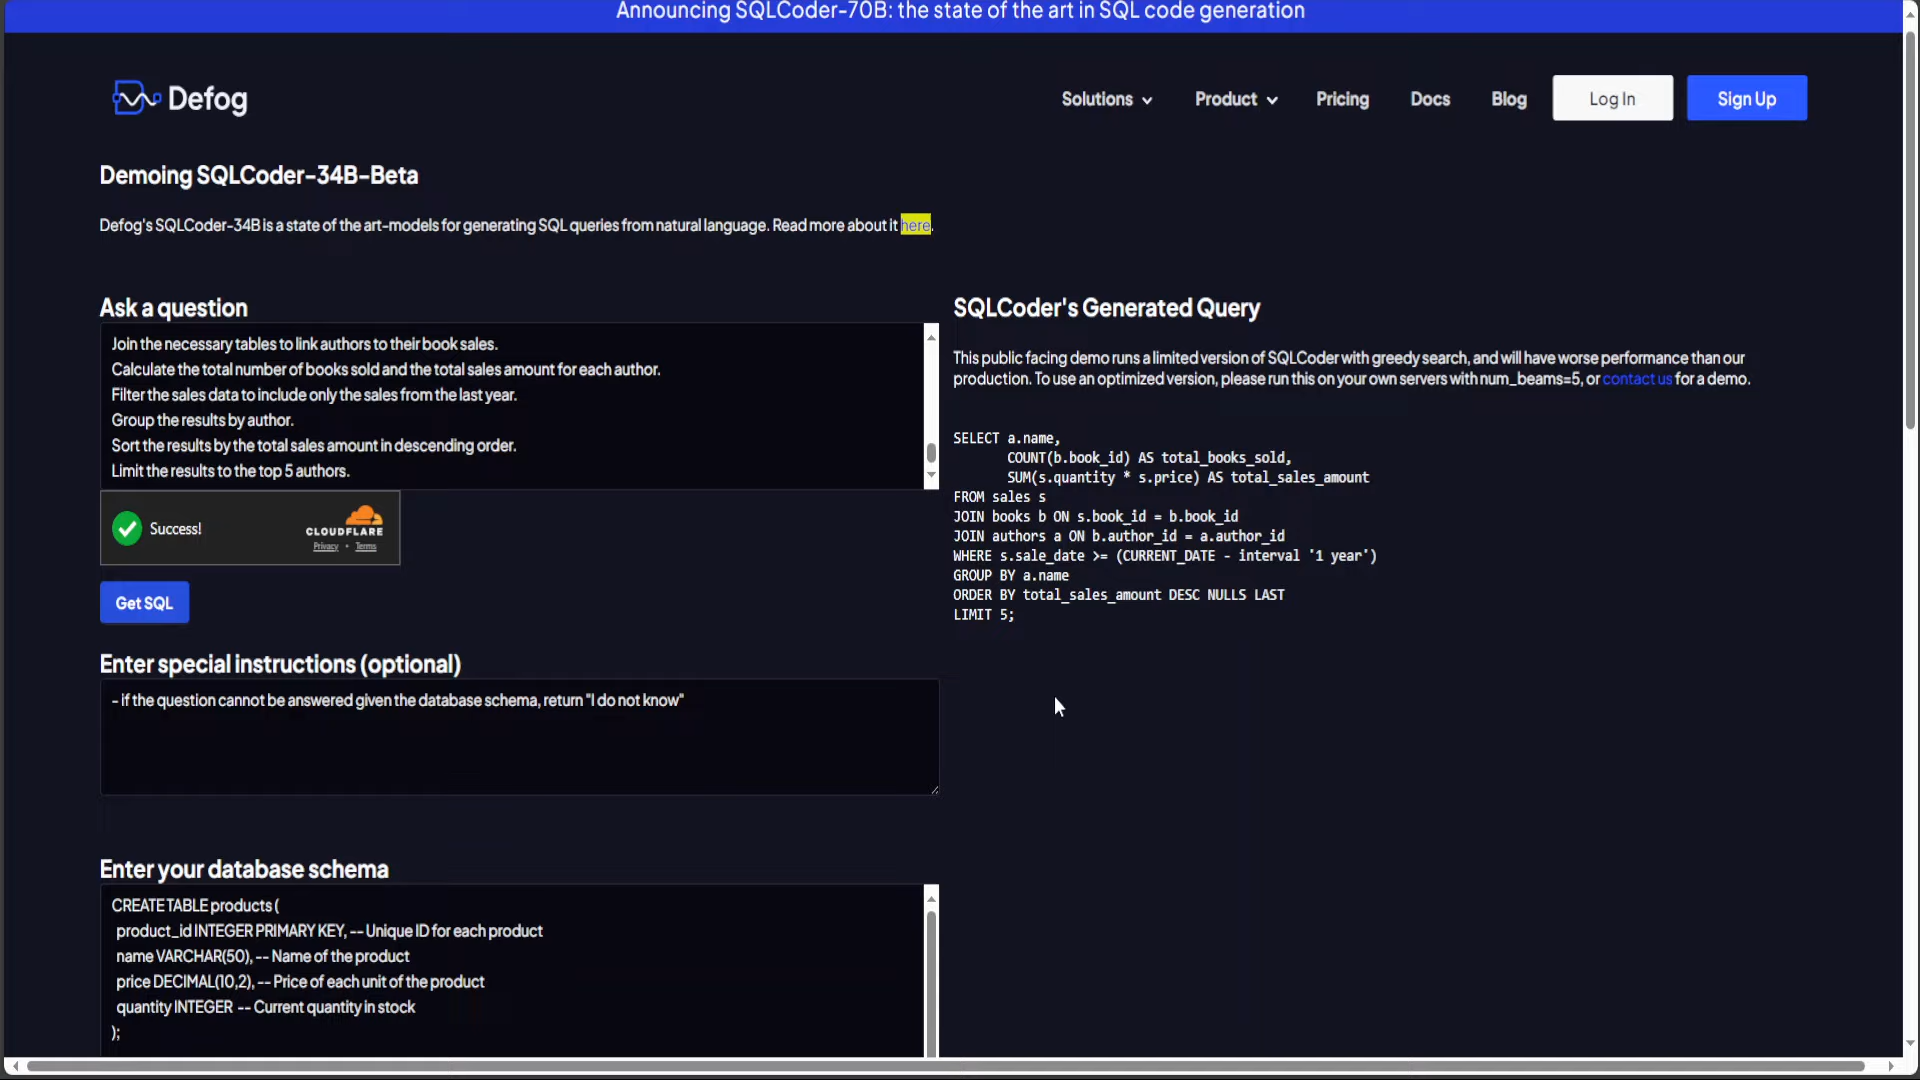 Announcing SQLCoder-70B: the state of the art in SQL code generation
Defog
Solutions
Product
Pricing
Docs
Blog
Log In
Sign Up
Demoing SQLCoder-34B-Beta
Defog's SQLCoder-34B is a state of the art-models for generating SQL queries from natural language. Read more about it here.
Ask a question
Join the necessary tables to link authors to their book sales.
Calculate the total number of books sold and the total sales amount for each author.
Filter the sales data to include only the sales from the last year.
Group the results by author.
Sort the results by the total sales amount in descending order.
Limit the results to the top 5 authors.
Success!
CLOUDFLARE
Privacy • Terms
Get SQL
Enter special instructions (optional)
- if the question cannot be answered given the database schema, return "I do not know"
Enter your database schema
CREATE TABLE products (
product_id INTEGER PRIMARY KEY, -- Unique ID for each product
name VARCHAR(50), -- Name of the product
price DECIMAL(10,2), -- Price of each unit of the product
quantity INTEGER -- Current quantity in stock
);
SQLCoder's Generated Query
This public facing demo runs a limited version of SQLCoder with greedy search, and will have worse performance than our
production. To use an optimized version, please run this on your own servers with num_beams=5, or contact us for a demo.
SELECT a.name,
COUNT(b.book_id) AS total_books_sold,
SUM(s.quantity * s.price) AS total_sales_amount
FROM sales s
JOIN books b ON s.book_id = b.book_id
JOIN authors a ON b.author_id = a.author_id
WHERE s.sale_date >= (CURRENT_DATE - interval '1 year')
GROUP BY a.name
ORDER BY total_sales_amount DESC NULLS LAST
LIMIT 5;